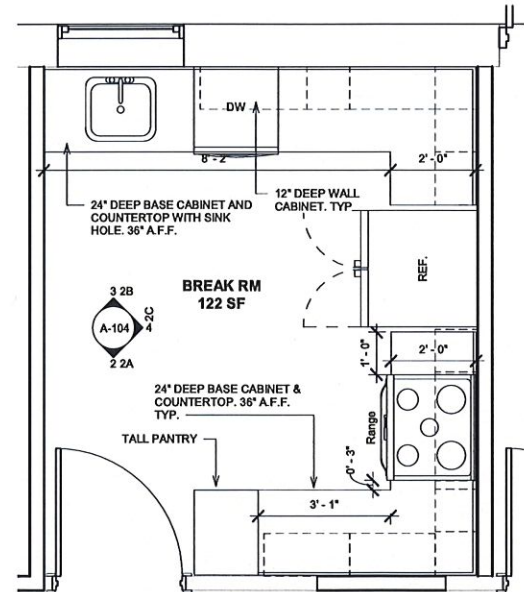 DW
8' - 2"
2' - 0"
24" DEEP BASE CABINET AND
COUNTERTOP WITH SINK
HOLE. 36" A.F.F.
12" DEEP WALL
CABINET. TYP
REF.
BREAK RM
122 SF
3 2B
A-104
2C
4
2 2A
1' - 0"
2' - 0"
24" DEEP BASE CABINET &
COUNTERTOP. 36" A.F.F.
TYP.
Range
TALL PANTRY
0' - 3"
3' - 1"